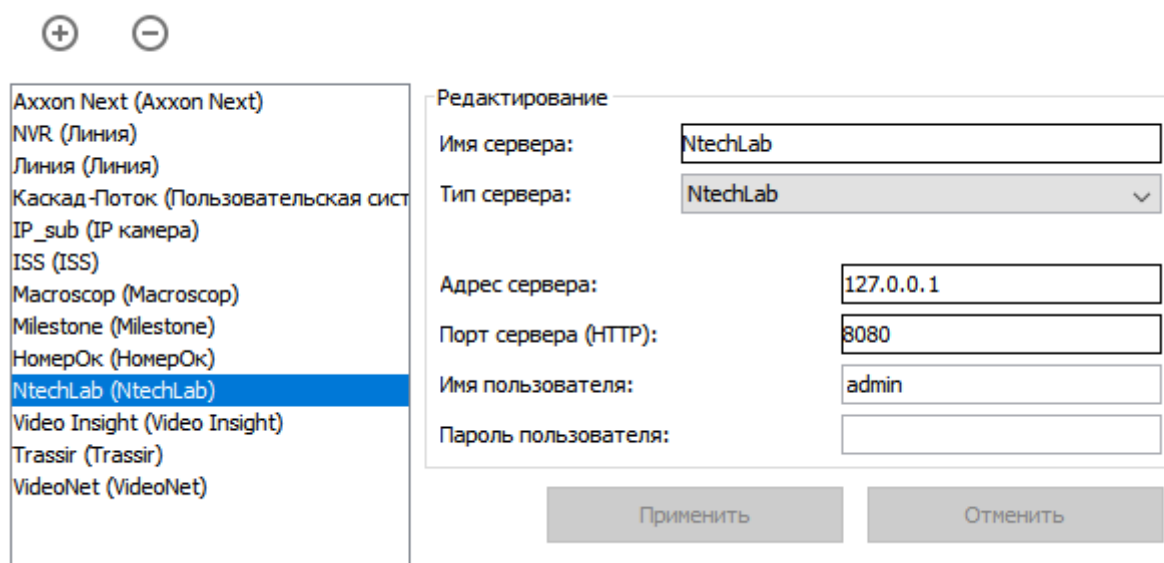 Axxon Next (Axxon Next)
NVR (Линия)
Линия (Линия)
Каскад-Поток (Пользовательская сист
IP_sub (IP камера)
ISS (ISS)
Macroscop (Macroscop)
Milestone (Milestone)
НомерОк (НомерОк)
NtechLab (NtechLab)
Video Insight (Video Insight)
Trassir (Trassir)
VideoNet (VideoNet)
Редактирование
Имя сервера: NtechLab
Тип сервера: NtechLab
Адрес сервера: 127.0.0.1
Порт сервера (HTTP): 8080
Имя пользователя: admin
Пароль пользователя:
Применить Отменить